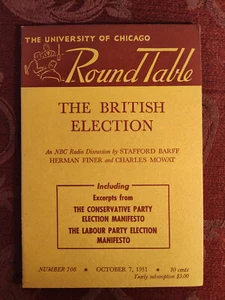 THE UNIVERSITY OF CHICAGO
Round Table
THE BRITISH
ELECTION
An NBC Radio Discussion by STAFFORD BARFF
HERMAN FINER and CHARLES MOWAT
Including
Excerpts from
THE CONSERVATIVE PARTY
ELECTION MANIFESTO
THE LABOUR PARTY ELECTION
MANIFESTO
NUMBER 706 • OCTOBER 7, 1951 • 10 cents
Yearly subscription $3.00